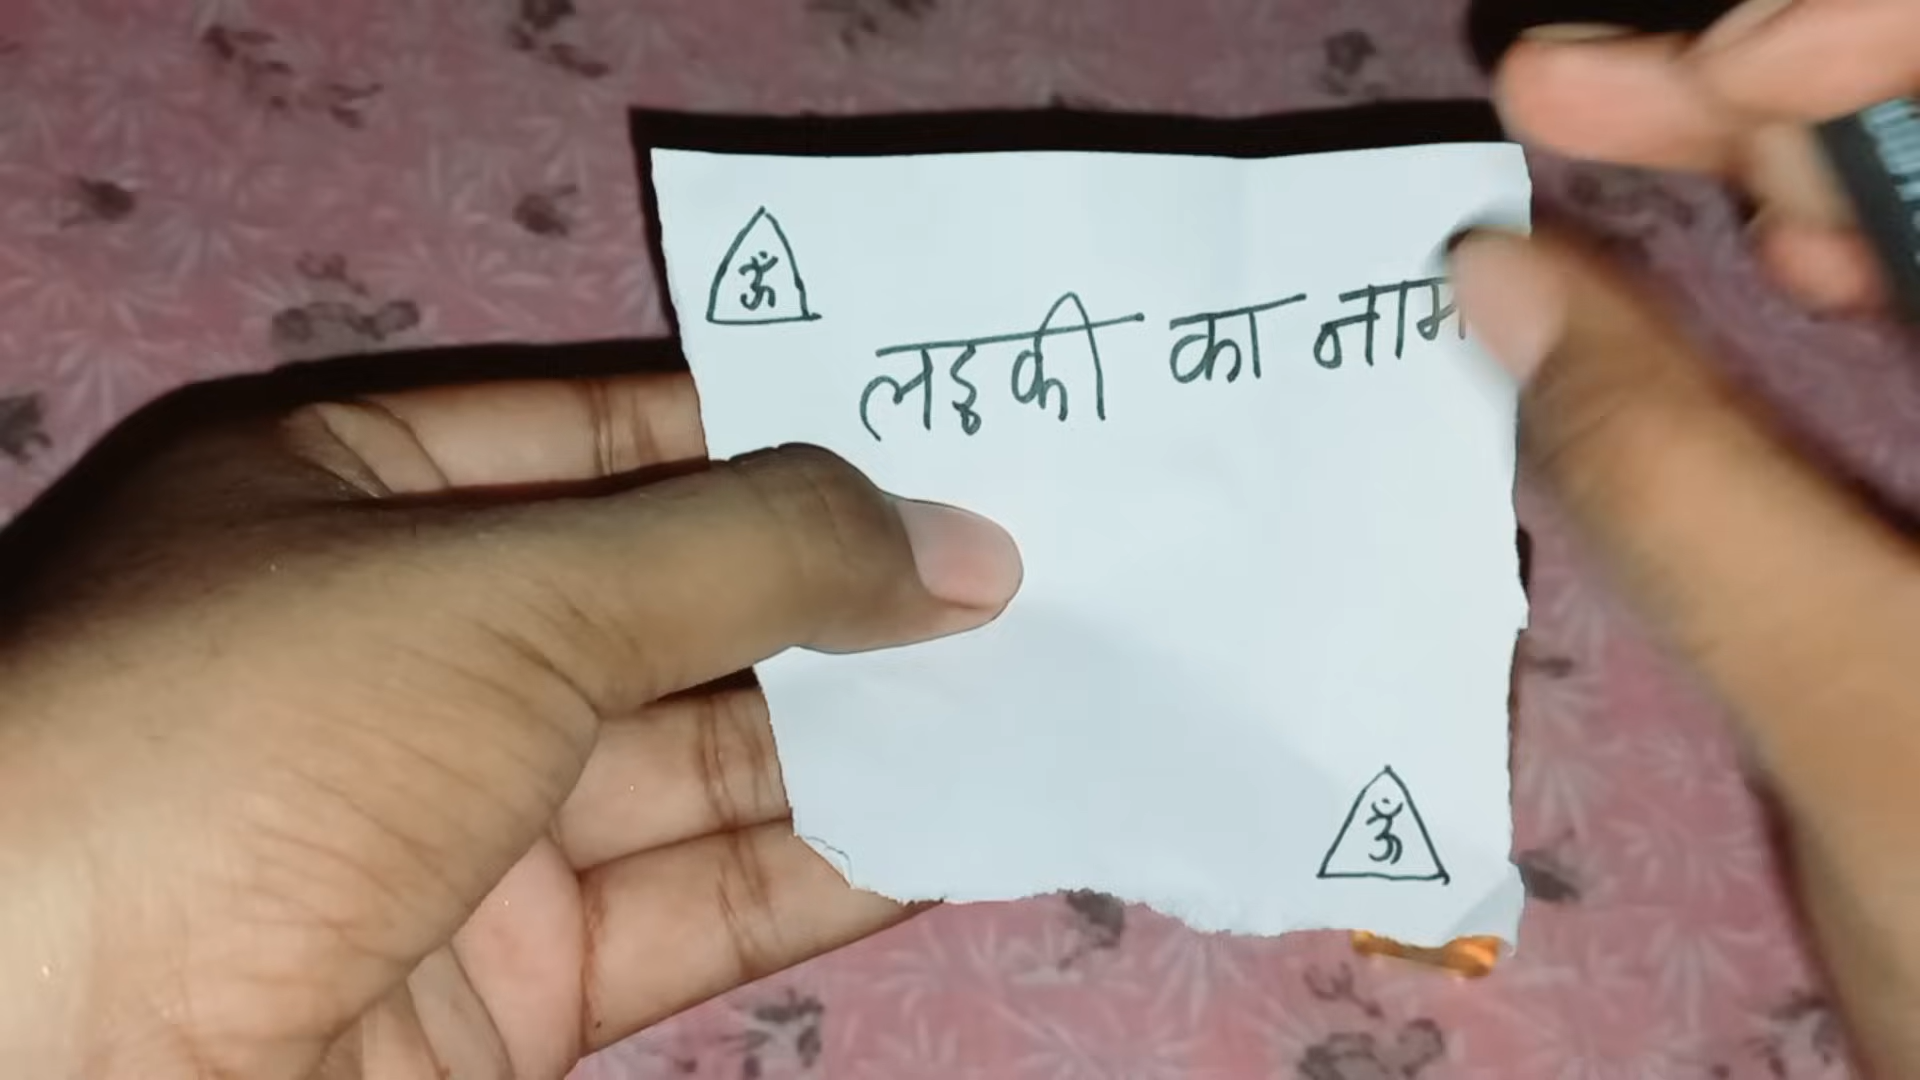 ॐ
लड़की का नाम
ॐ